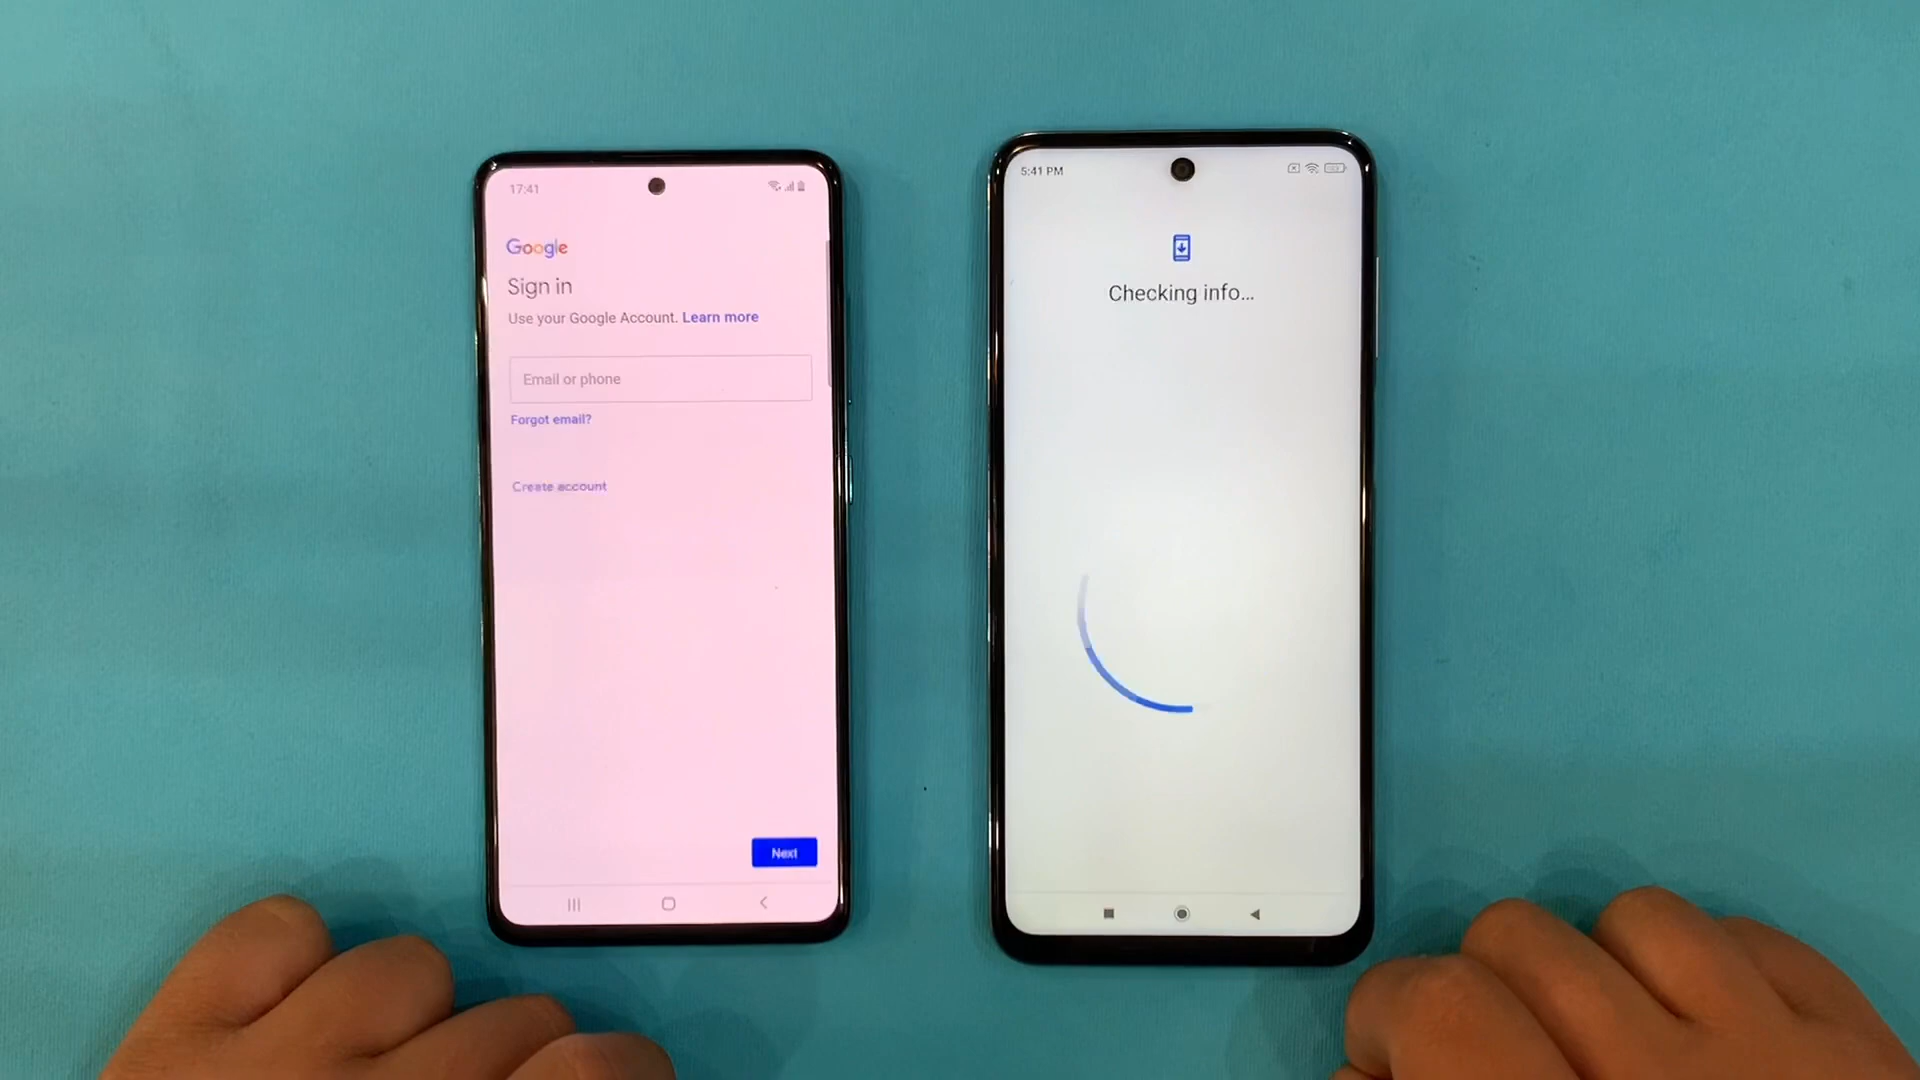 17:41
Google
Sign in
Use your Google Account. Learn more
Email or phone
Forgot email?
Create account
Next
5:41 PM
Checking info...